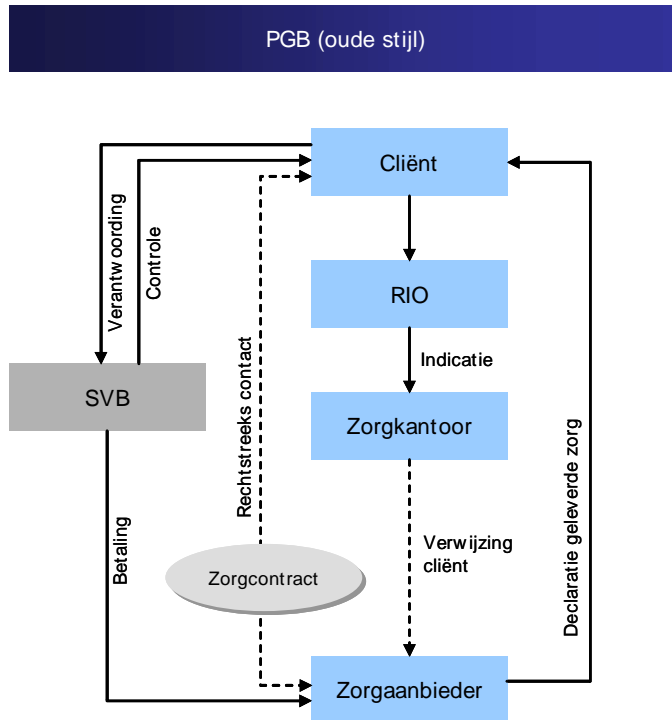 PGB (oude stijl)
Cliënt
Verantwoording
Controle
RIO
Indicatie
SVB
Zorgkantoor
Rechtstreeks contact
Declaratie geleverde zorg
Betaling
Verwijzing
cliënt
Zorgcontract
Zorgaanbieder